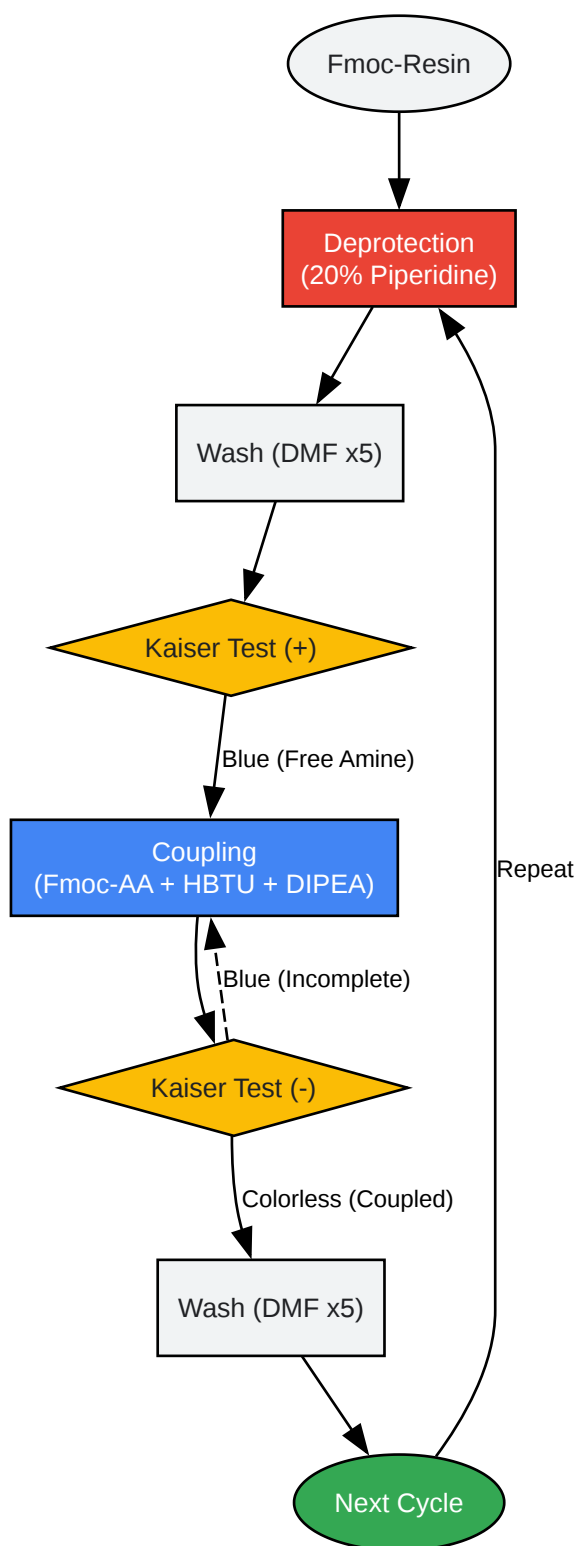 Fmoc-Resin
Deprotection
(20% Piperidine)
Wash (DMF x5)
Kaiser Test (+)
Blue (Free Amine)
Coupling
(Fmoc-AA + HBTU + DIPEA)
Repeat
Blue (Incomplete)
Kaiser Test (-)
Colorless (Coupled)
Wash (DMF x5)
Next Cycle